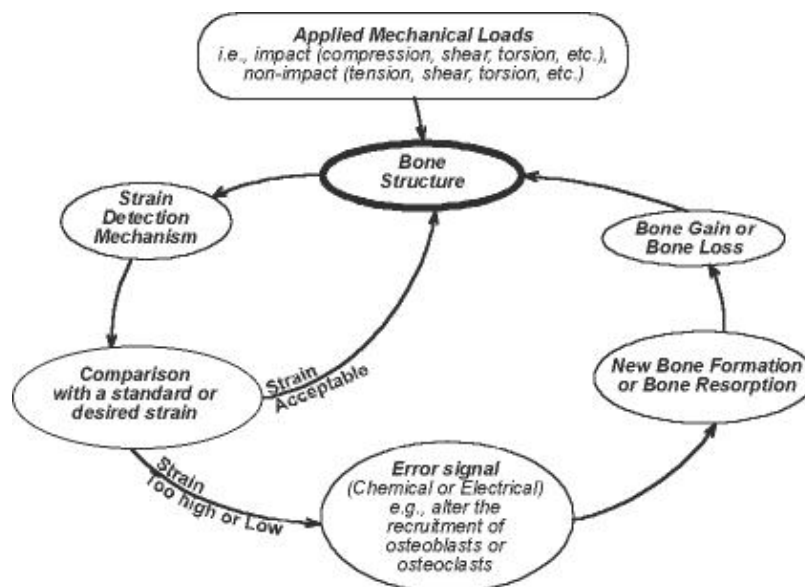 Applied Mechanical Loads
i.e., impact (compression, shear, torsion, etc.),
non-impact (tension, shear, torsion, etc.)
Bone
Structure
Strain
Detection
Mechanism
Bone Gain or
Bone Loss
Comparison
with a standard or
desired strain
Strain
Acceptable
New Bone Formation
or Bone Resorption
Strain
Too high or Low
Error signal
(Chemical or Electrical)
e.g., alter the
recruitment of
osteoblasts or
osteoclasts